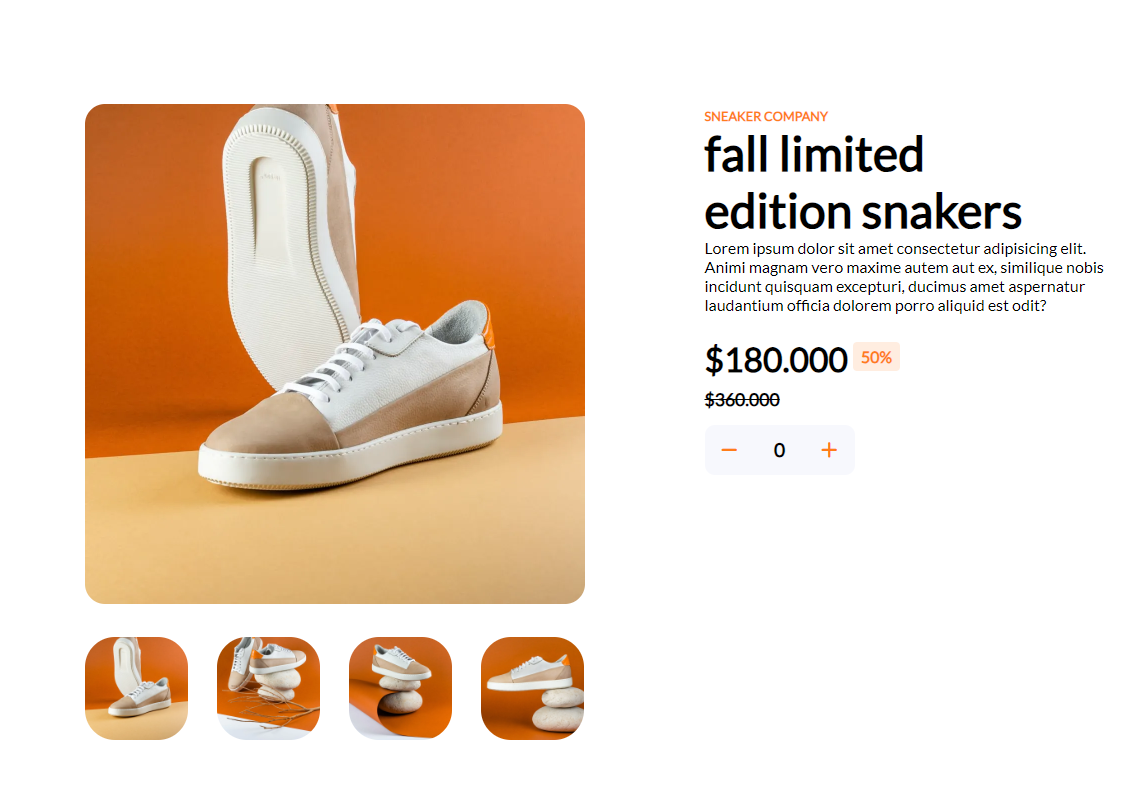 SNEAKER COMPANY
fall limited
edition snakers
Lorem ipsum dolor sit amet consectetur adipisicing elit.
Animi magnam vero maxime autem aut ex, similique nobis
incidunt quisquam excepturi, ducimus amet aspernatur
laudantium officia dolorem porro aliquid est odit?
$180.000 50%
$360.000
− 0 +